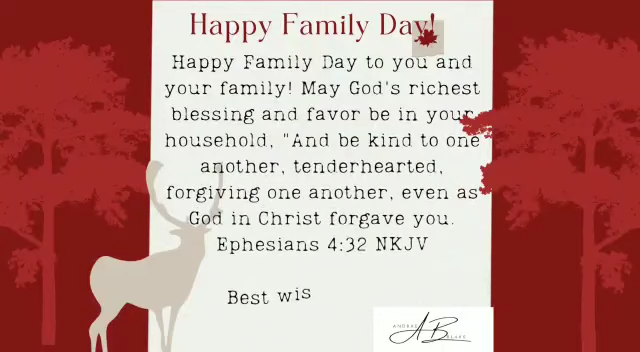 Happy Family Day!
Happy Family Day to you and
your family! May God's richest
blessing and favor be in your
household, "And be kind to one
another, tenderhearted,
forgiving one another, even as
God in Christ forgave you.
Ephesians 4:32 NKJV
Best wis
AB